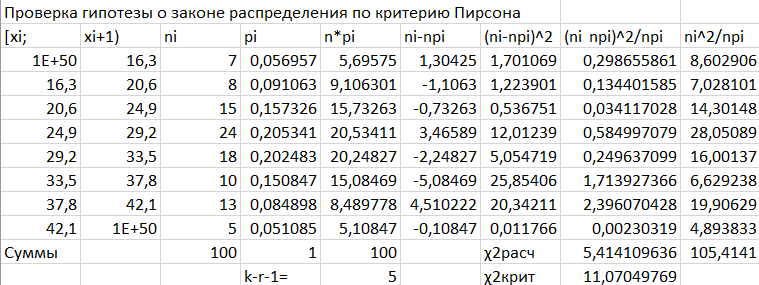 Проверка гипотезы о законе распределения по критерию Пирсона
[xi; xi+1) ni pi n*pi ni-npi (ni-npi)^2 (ni npi)^2/npi ni^2/npi
1E+50 16,3 7 0,056957 5,69575 1,30425 1,701069 0,298655861 8,602906
16,3 20,6 8 0,091063 9,106301 -1,1063 1,223901 0,134401585 7,028101
20,6 24,9 15 0,157326 15,73263 -0,73263 0,536751 0,034117028 14,30148
24,9 29,2 24 0,205341 20,53411 3,46589 12,01239 0,584997079 28,05089
29,2 33,5 18 0,202483 20,24827 -2,24827 5,054719 0,249637099 16,00137
33,5 37,8 10 0,150847 15,08469 -5,08469 25,85406 1,713927366 6,629238
37,8 42,1 13 0,084898 8,489778 4,510222 20,34211 2,396070428 19,90629
42,1 1E+50 5 0,051085 5,10847 -0,10847 0,011766 0,00230319 4,893833
Суммы 100 1 100 χ2расч 5,414109636 105,4141
k-r-1= 5 χ2крит 11,07049769